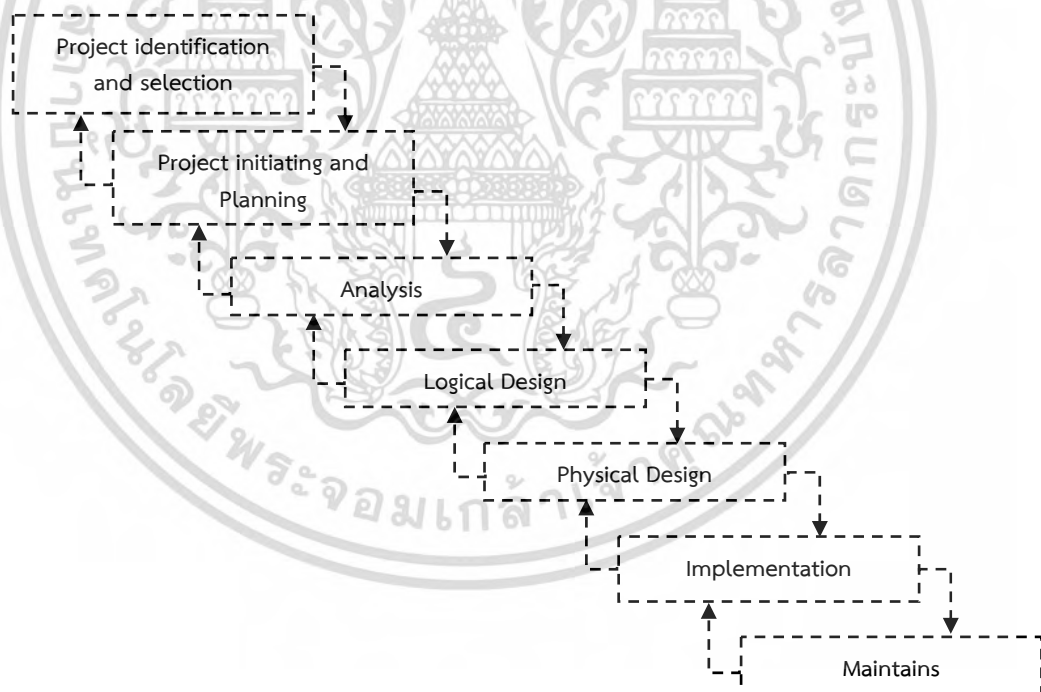 Project identification
and selection
Project initiating and
Planning
Analysis
Logical Design
Physical Design
Implementation
Maintains